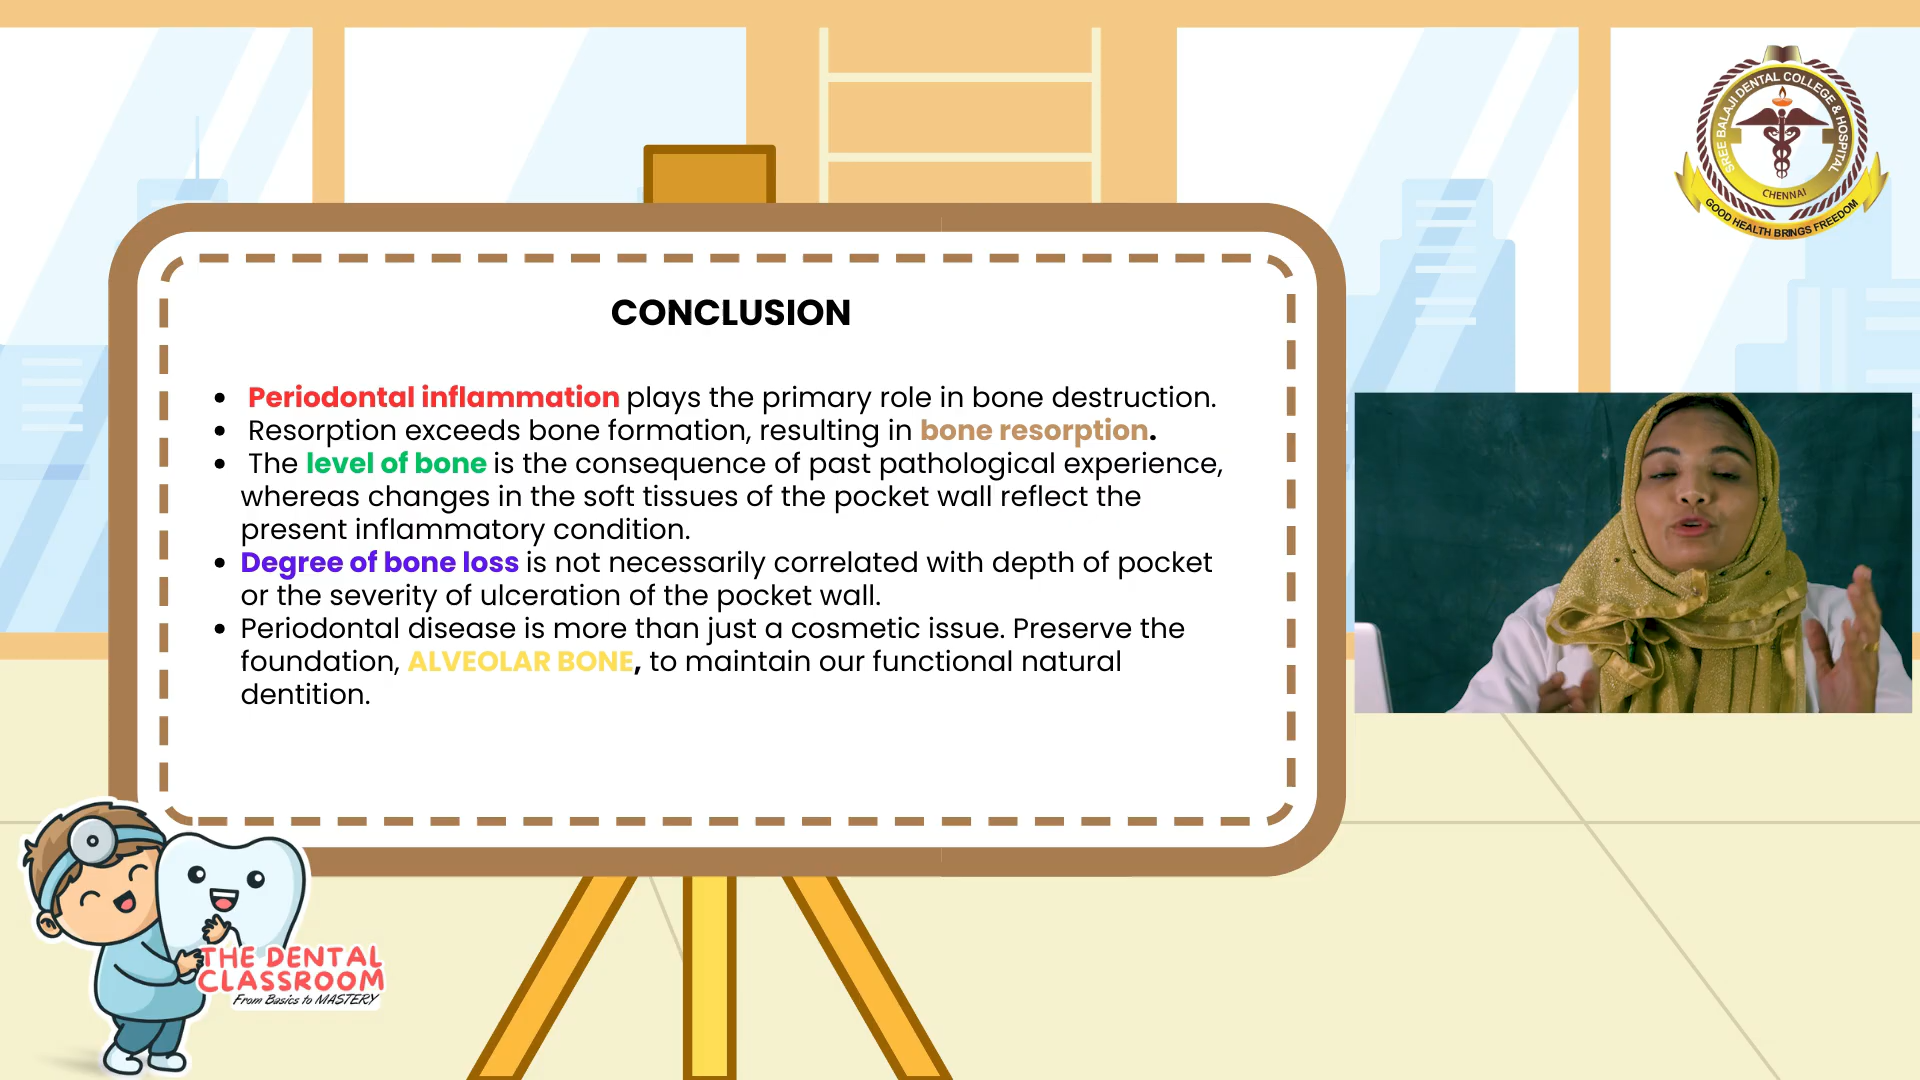 SREE BALAJI DENTAL COLLEGE & HOSPITAL
CHENNAI
GOOD HEALTH BRINGS FREEDOM
CONCLUSION
• Periodontal inflammation plays the primary role in bone destruction.
• Resorption exceeds bone formation, resulting in bone resorption.
• The level of bone is the consequence of past pathological experience,
whereas changes in the soft tissues of the pocket wall reflect the
present inflammatory condition.
• Degree of bone loss is not necessarily correlated with depth of pocket
or the severity of ulceration of the pocket wall.
• Periodontal disease is more than just a cosmetic issue. Preserve the
foundation, ALVEOLAR BONE, to maintain our functional natural
dentition.
THE DENTAL
CLASSROOM
From Basics to MASTERY